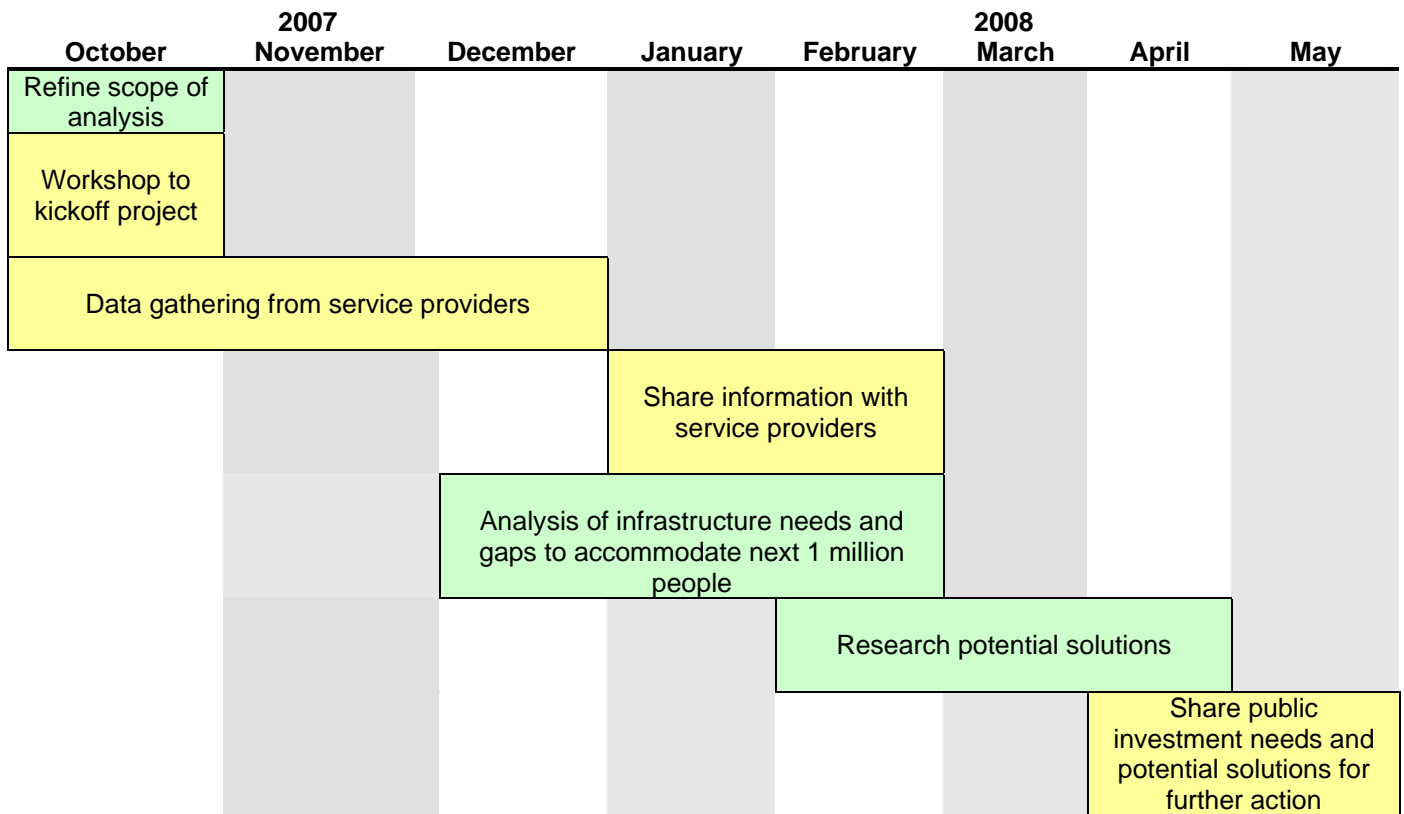 2007 2008
October November December January February March April May
Refine scope of
analysis
Workshop to
kickoff project
Data gathering from service providers
Share information with
service providers
Analysis of infrastructure needs and
gaps to accommodate next 1 million
people
Research potential solutions
Share public
investment needs and
potential solutions for
further action